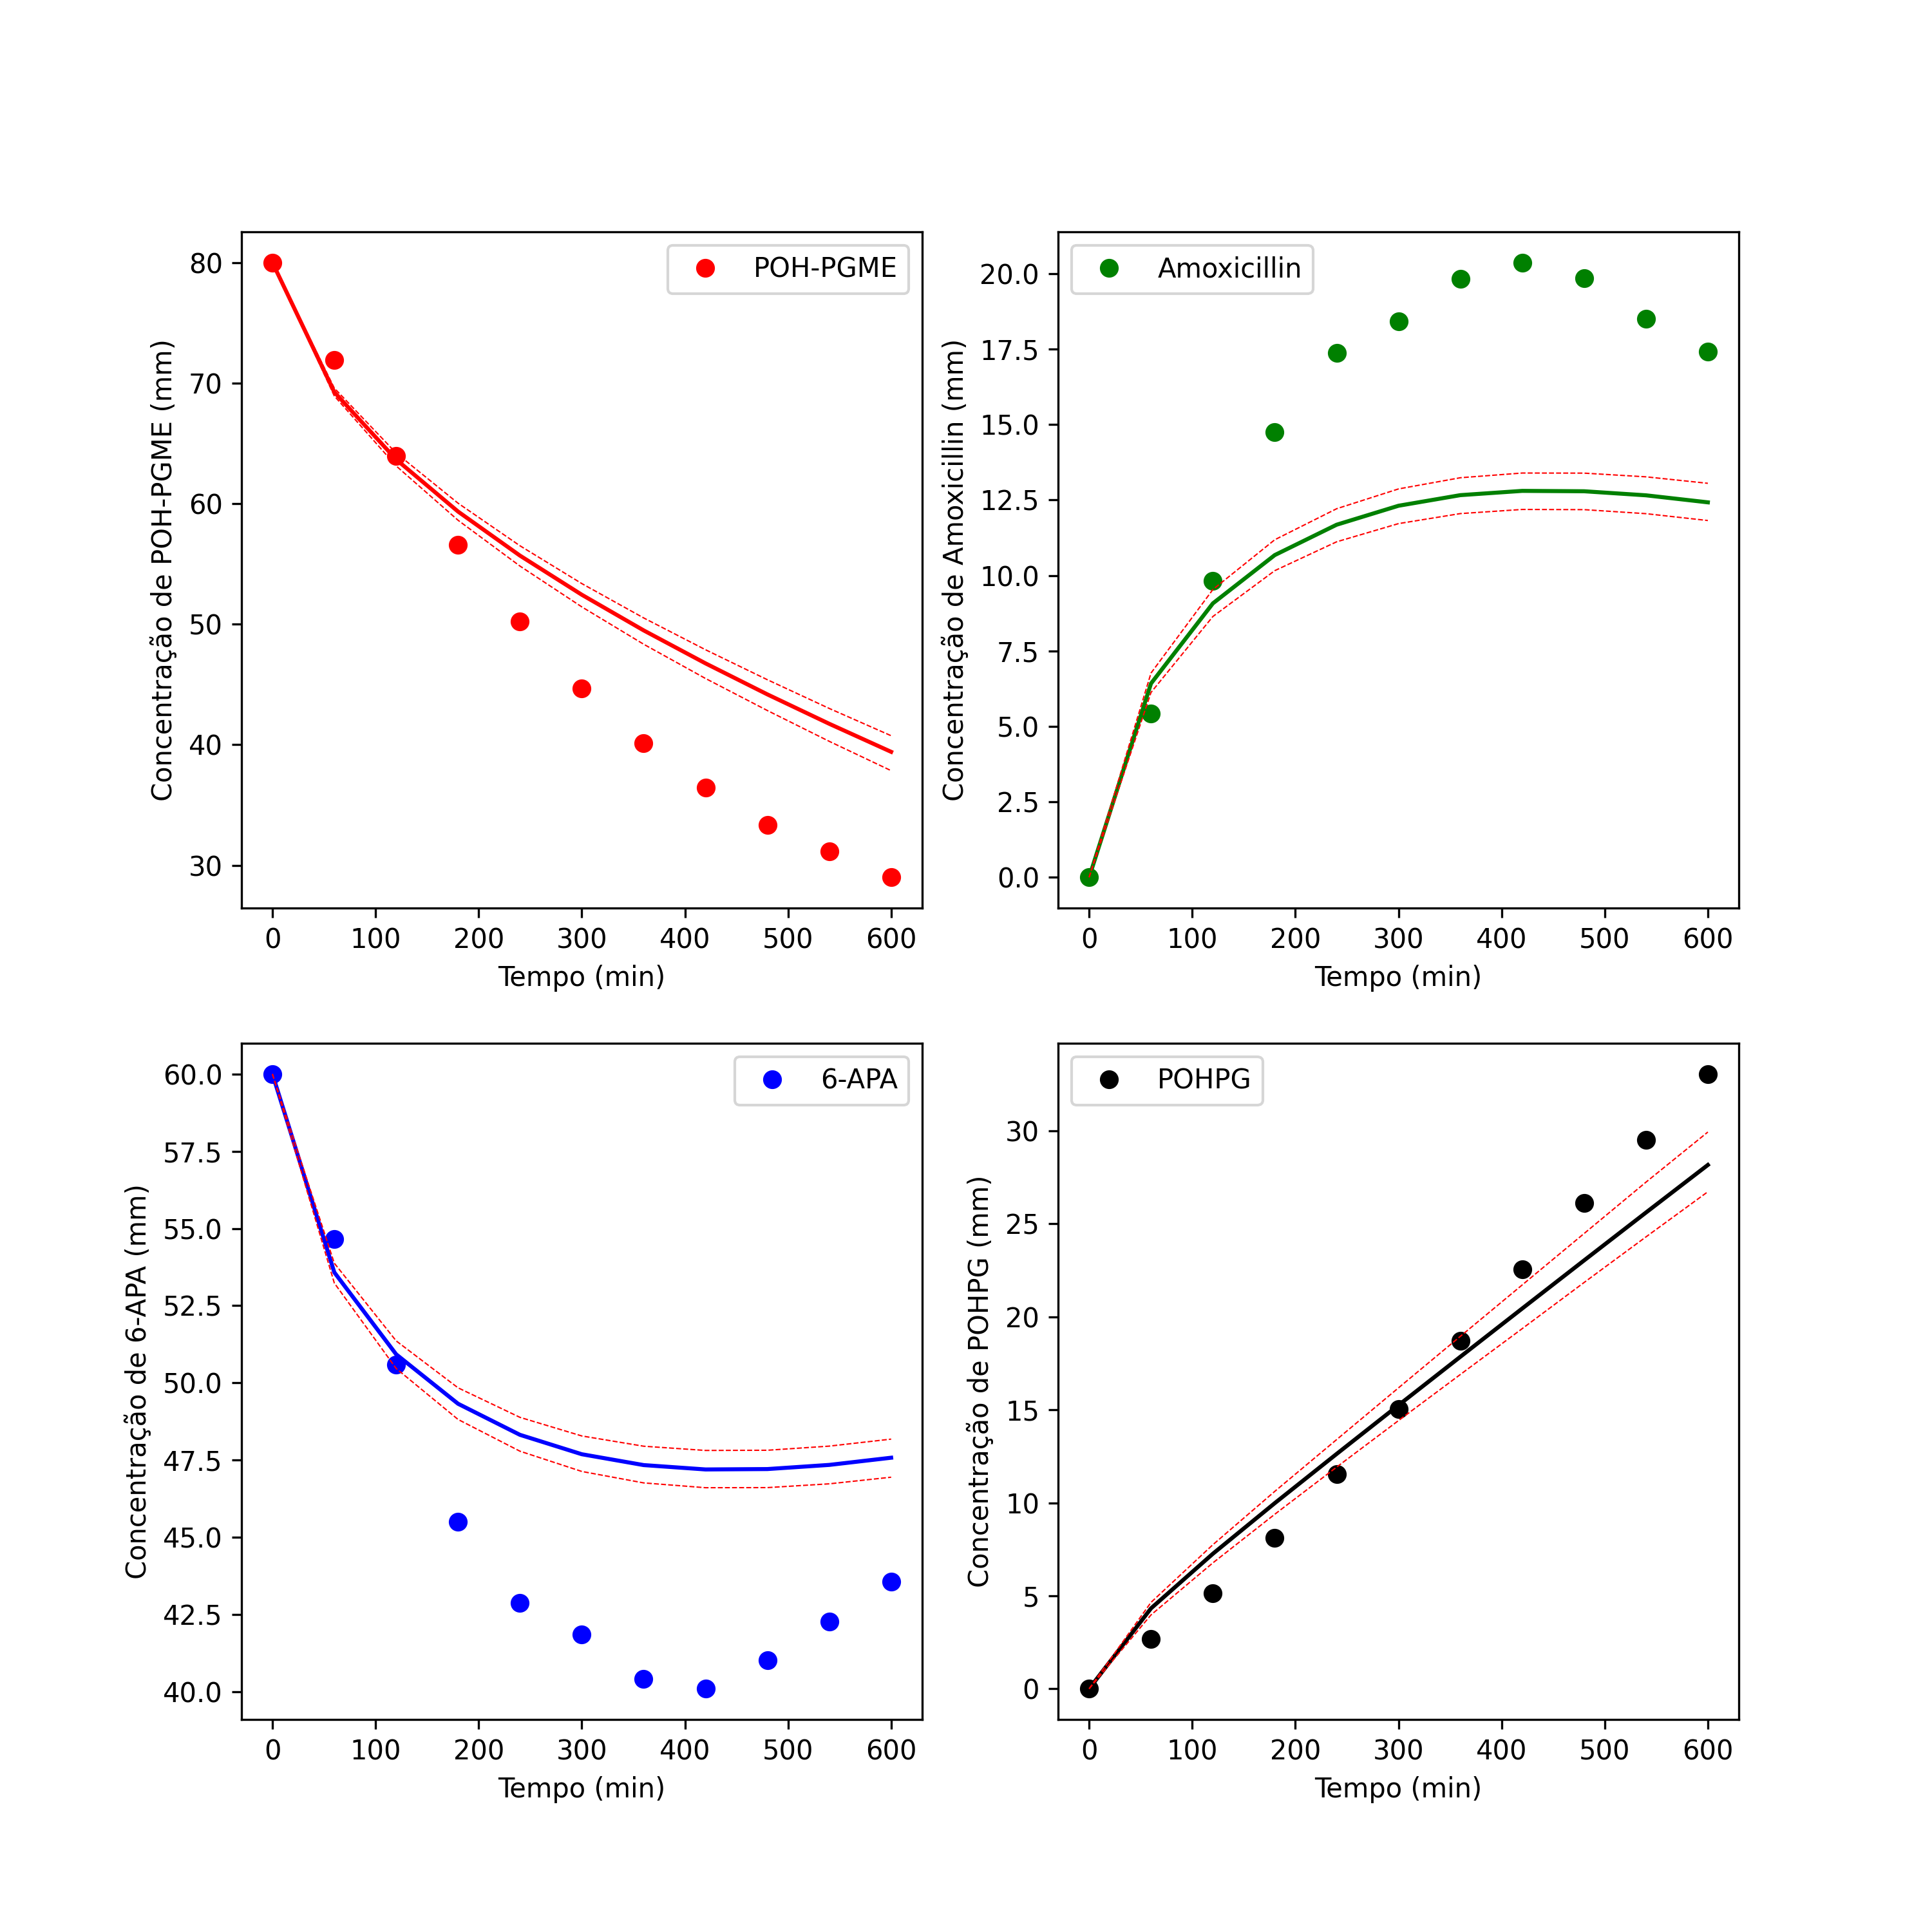 POH-PGME
Concentração de POH-PGME (mm)
80
70
60
50
40
30
0 100 200 300 400 500 600
Tempo (min)
Amoxicillin
Concentração de Amoxicillin (mm)
20.0
17.5
15.0
12.5
10.0
7.5
5.0
2.5
0.0
0 100 200 300 400 500 600
Tempo (min)
6-APA
Concentração de 6-APA (mm)
60.0
57.5
55.0
52.5
50.0
47.5
45.0
42.5
40.0
0 100 200 300 400 500 600
Tempo (min)
POHPG
Concentração de POHPG (mm)
30
25
20
15
10
5
0
0 100 200 300 400 500 600
Tempo (min)